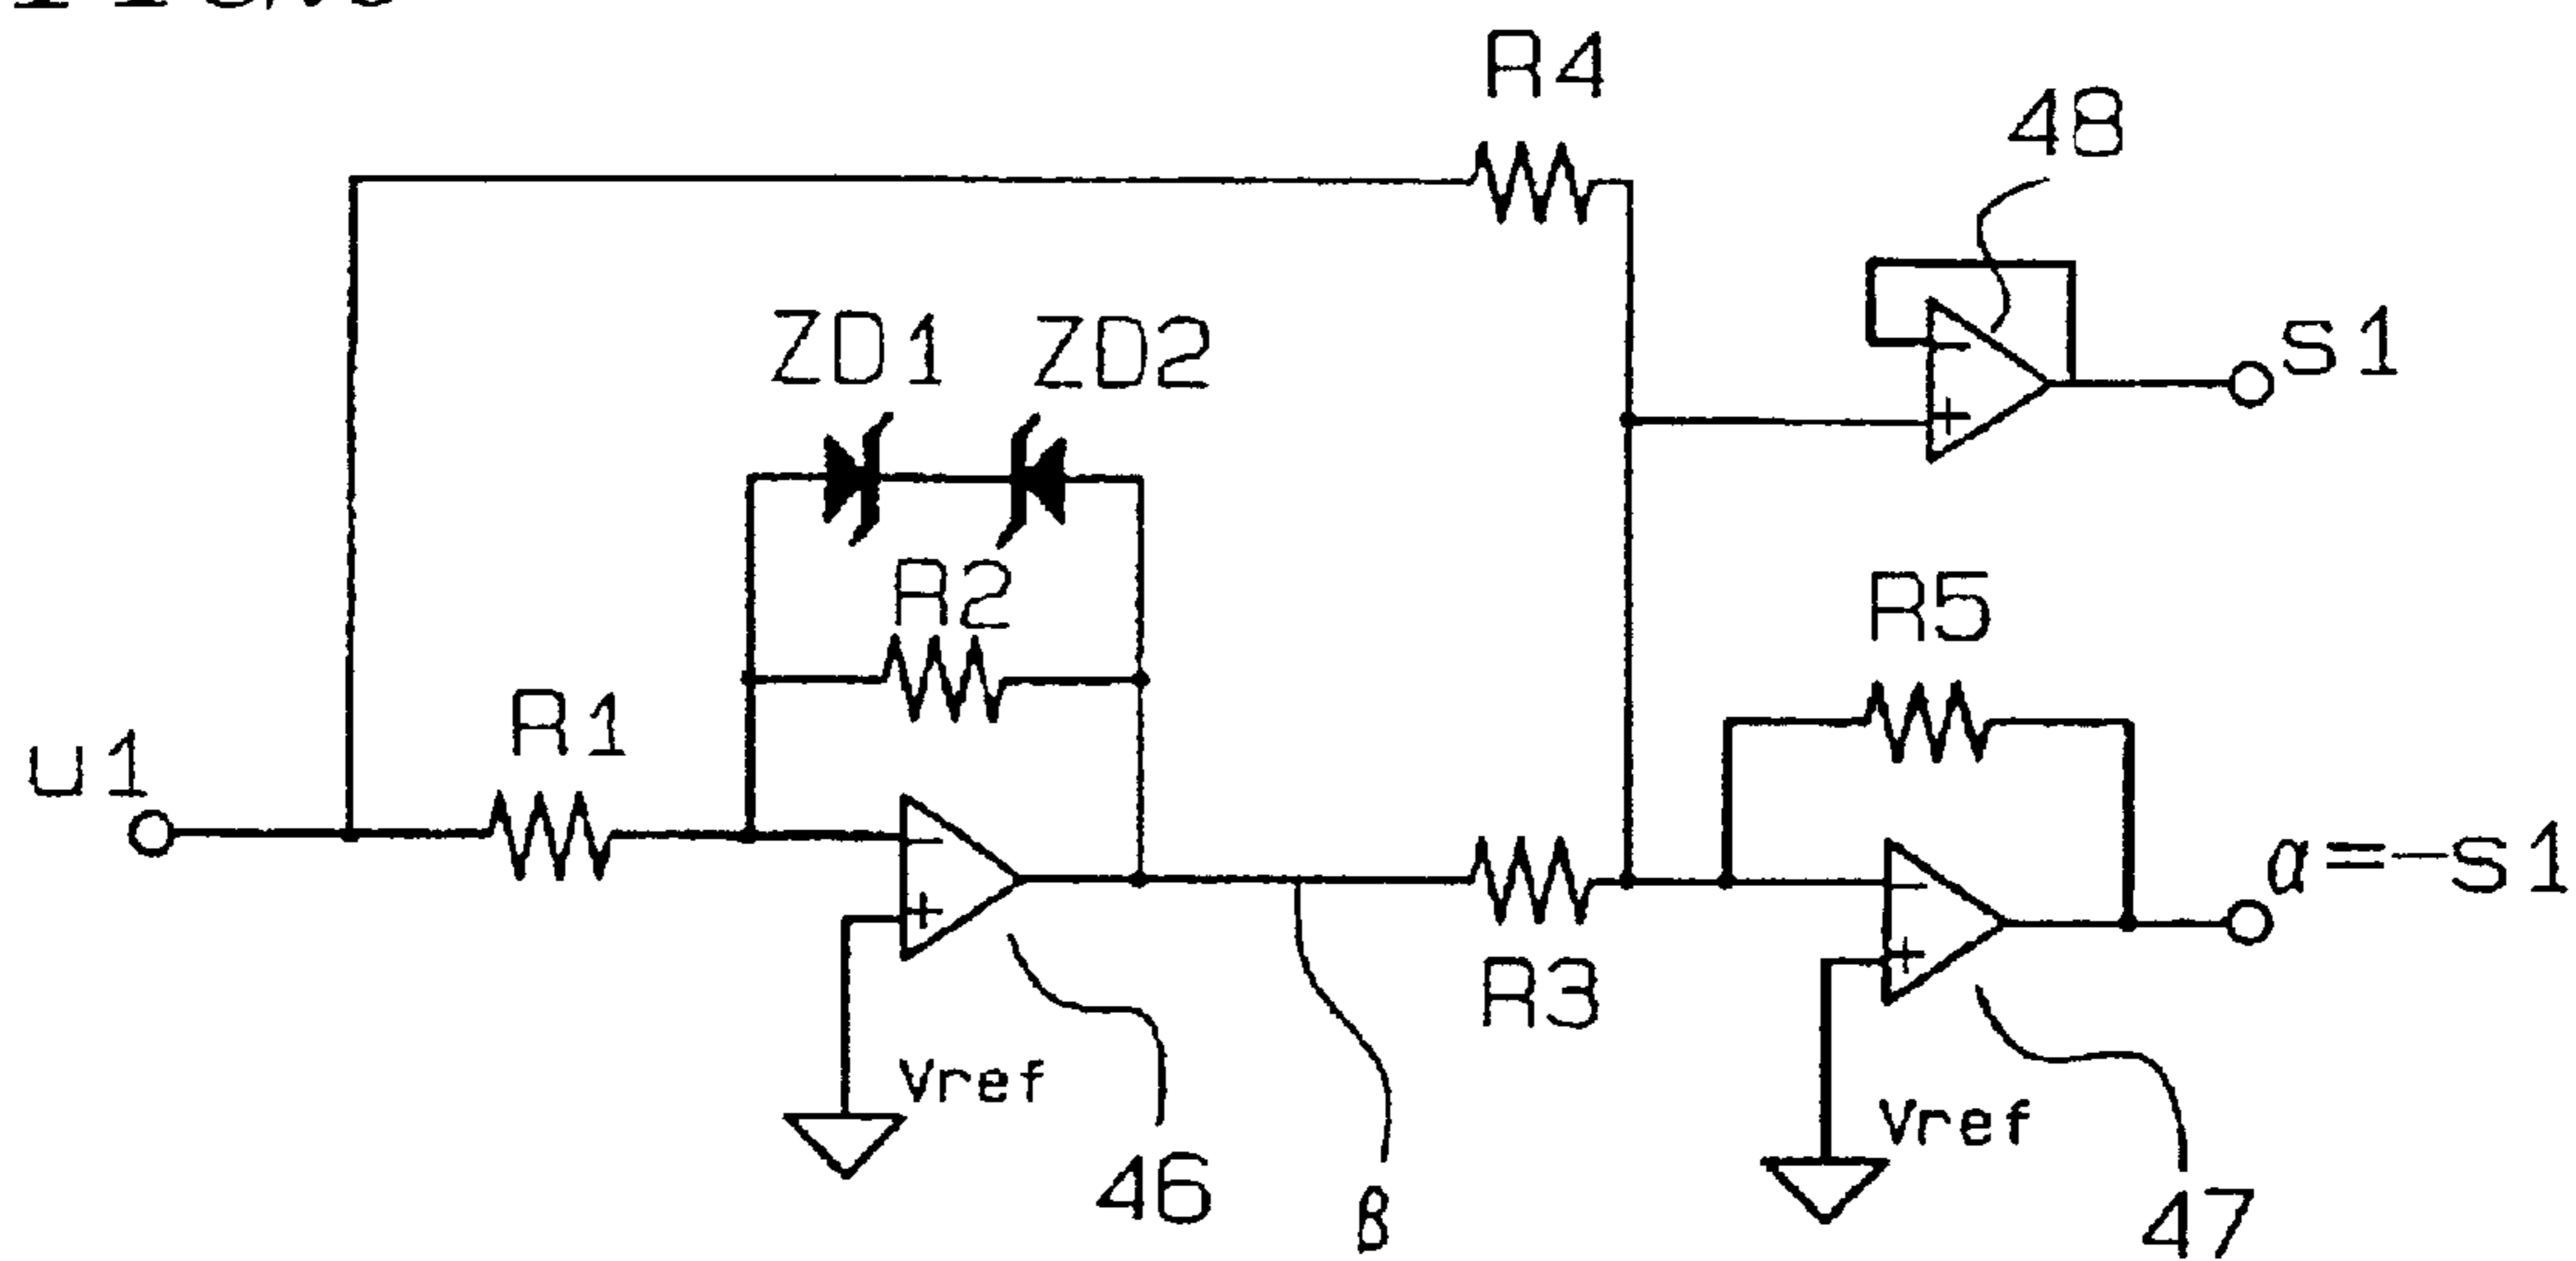 R4
48
ZD1 ZD2
S1
R2
R5
R1
u1
α=-S1
R3
Vref
Vref
46
β
47